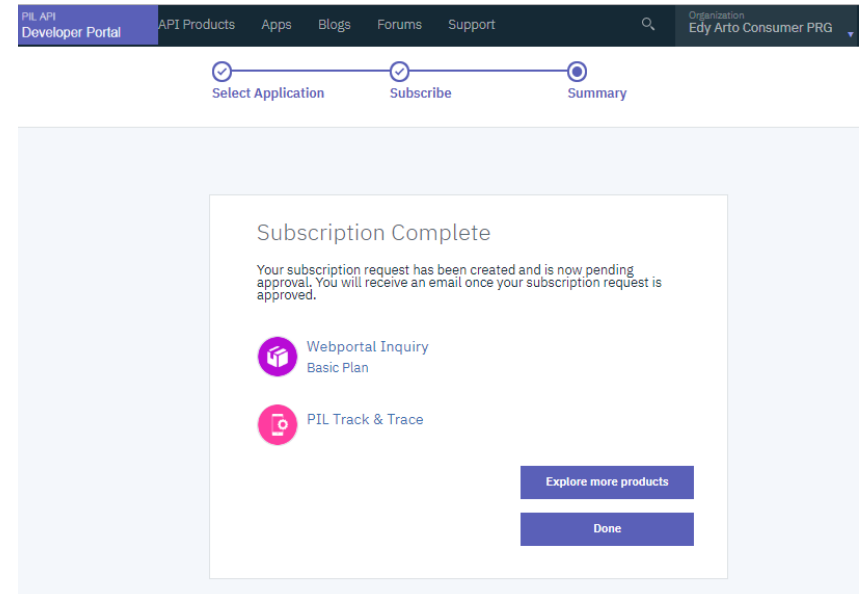 PIL API
Developer Portal
API Products
Apps
Blogs
Forums
Support
Organization
Edy Arto Consumer PRG
Select Application
Subscribe
Summary
Subscription Complete
Your subscription request has been created and is now pending
approval. You will receive an email once your subscription request is
approved.
Webportal Inquiry
Basic Plan
PIL Track & Trace
Explore more products
Done